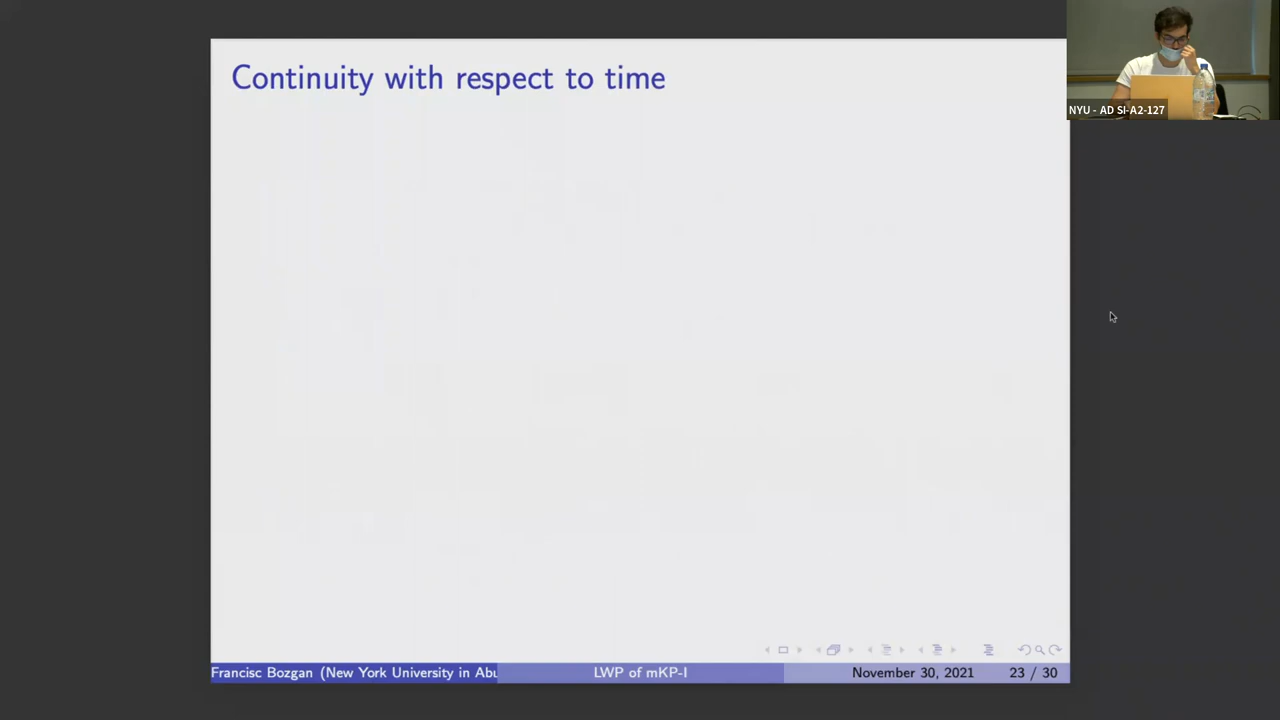 Continuity with respect to time
NYU - AD SI-A2-127
Francisc Bozgan (New York University in Abu
LWP of mKP-I
November 30, 2021
23 / 30